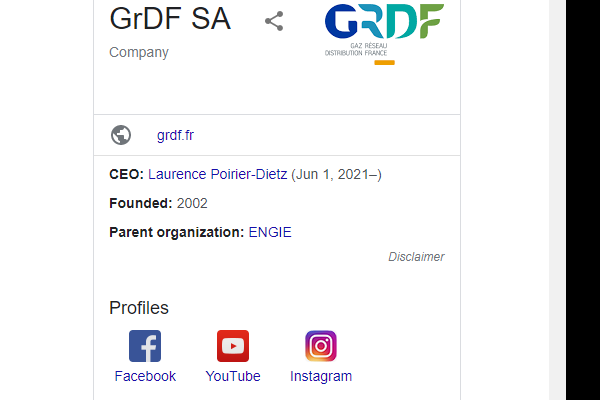 GrDF SA
Company
GRDF
GAZ RÉSEAU
DISTRIBUTION FRANCE
grdf.fr
CEO: Laurence Poirier-Dietz (Jun 1, 2021–)
Founded: 2002
Parent organization: ENGIE
Disclaimer
Profiles
Facebook YouTube Instagram